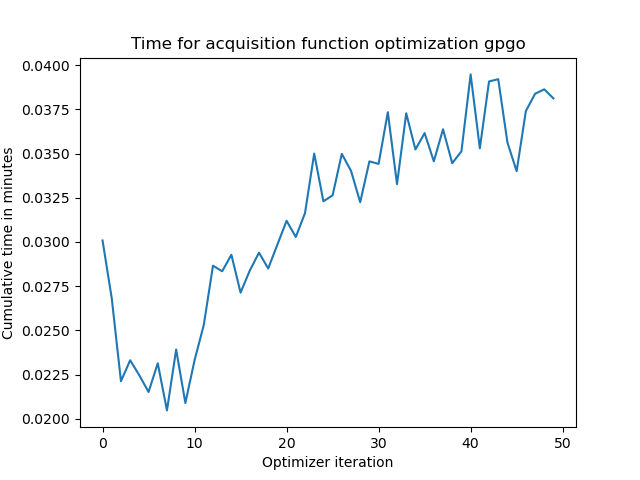 Time for acquisition function optimization gpgo
0.0400
0.0375
0.0350
0.0325
0.0300
0.0275
0.0250
0.0225
0.0200
Cumulative time in minutes
0 10 20 30 40 50
Optimizer iteration